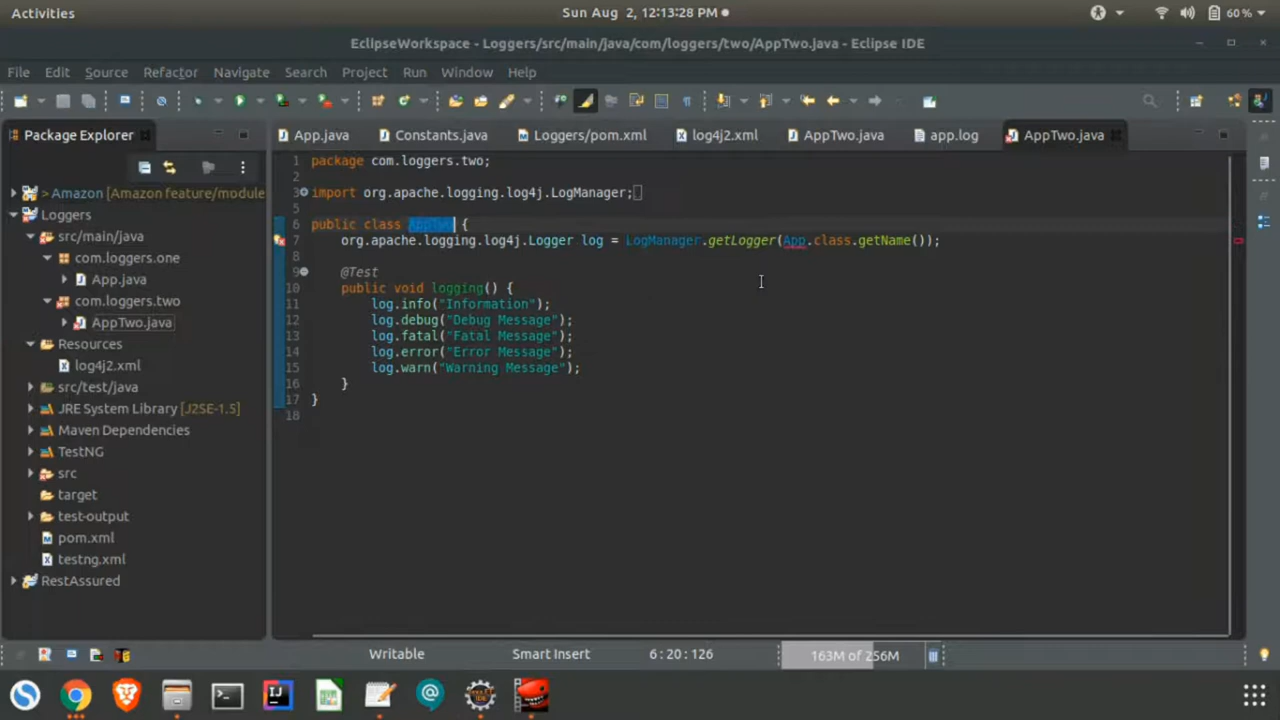 Activities
Sun Aug 2, 12:13:28 PM
60 %
EclipseWorkspace - Loggers/src/main/java/com/loggers/two/AppTwo.java - Eclipse IDE
File Edit Source Refactor Navigate Search Project Run Window Help
Package Explorer
App.java Constants.java Loggers/pom.xml log4j2.xml AppTwo.java app.log AppTwo.java
> Amazon [Amazon feature/module
Loggers
src/main/java
com.loggers.one
App.java
com.loggers.two
AppTwo.java
Resources
log4j2.xml
src/test/java
JRE System Library [J2SE-1.5]
Maven Dependencies
TestNG
src
target
test-output
pom.xml
testng.xml
RestAssured
1 package com.loggers.two;
2
3 import org.apache.logging.log4j.LogManager;
5
6 public class AppTwo {
7 org.apache.logging.log4j.Logger log = LogManager.getLogger(App.class.getName());
8
9 @Test
10 public void logging() {
11 log.info("Information");
12 log.debug("Debug Message");
13 log.fatal("Fatal Message");
14 log.error("Error Message");
15 log.warn("Warning Message");
16 }
17 }
18
Writable Smart Insert 6:20:126 163M of 256M